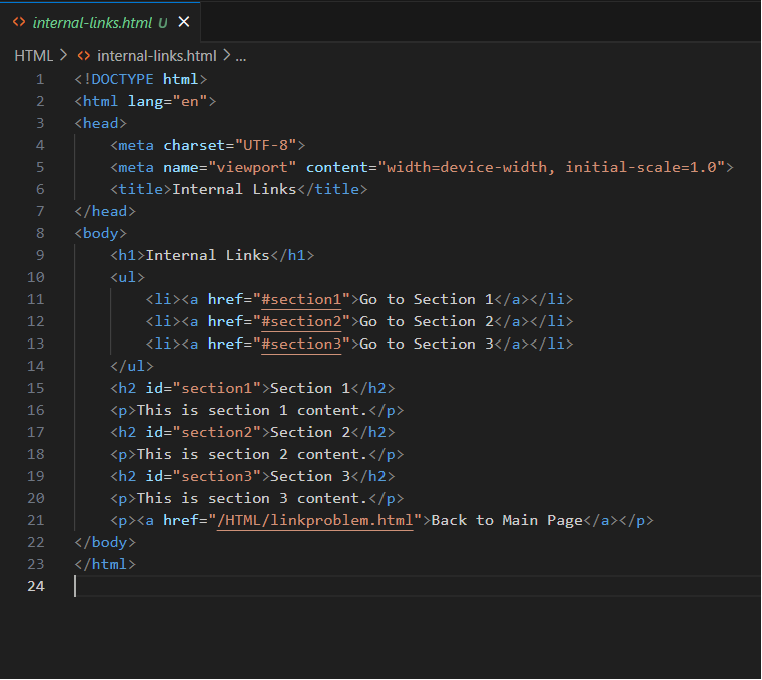 internal-links.html U
HTML > internal-links.html > ...
1 <!DOCTYPE html>
2 <html lang="en">
3 <head>
4     <meta charset="UTF-8">
5     <meta name="viewport" content="width=device-width, initial-scale=1.0">
6     <title>Internal Links</title>
7 </head>
8 <body>
9     <h1>Internal Links</h1>
10     <ul>
11         <li><a href="#section1">Go to Section 1</a></li>
12         <li><a href="#section2">Go to Section 2</a></li>
13         <li><a href="#section3">Go to Section 3</a></li>
14     </ul>
15     <h2 id="section1">Section 1</h2>
16     <p>This is section 1 content.</p>
17     <h2 id="section2">Section 2</h2>
18     <p>This is section 2 content.</p>
19     <h2 id="section3">Section 3</h2>
20     <p>This is section 3 content.</p>
21     <p><a href="/HTML/linkproblem.html">Back to Main Page</a></p>
22 </body>
23 </html>
24